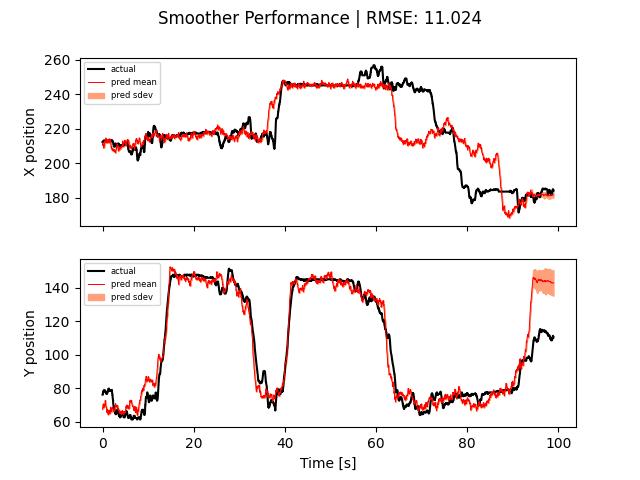 Smoother Performance | RMSE: 11.024
260
240
220
200
180
X position
actual
pred mean
pred sdev
140
120
100
80
60
Y position
actual
pred mean
pred sdev
0 20 40 60 80 100
Time [s]